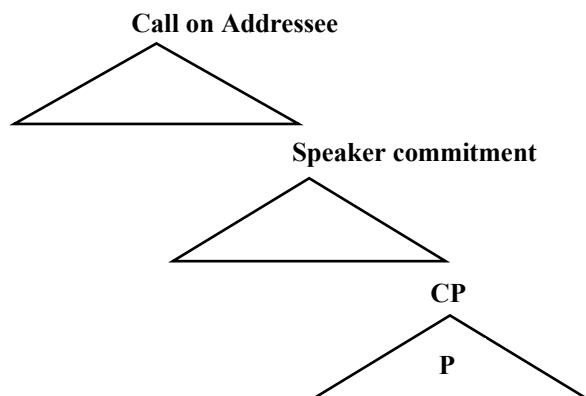 Call on Addressee
Speaker commitment
CP
P